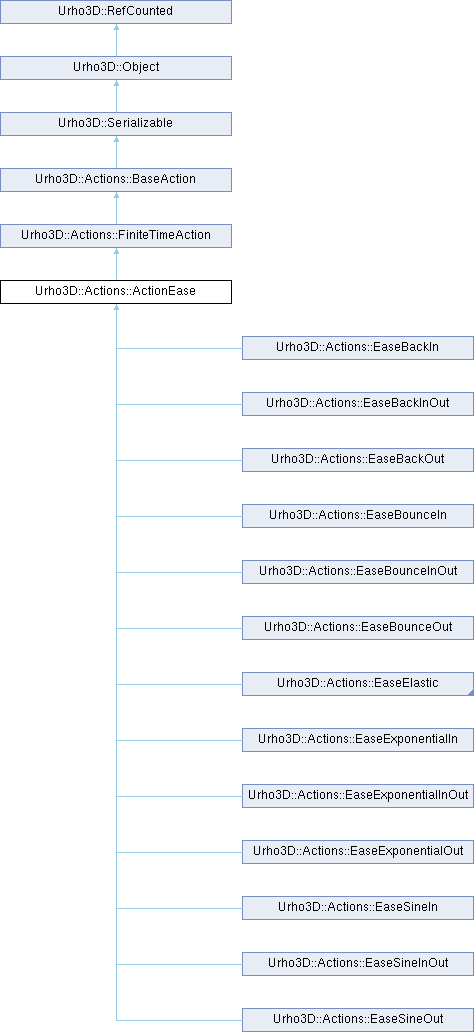 Urho3D::RefCounted
Urho3D::Object
Urho3D::Serializable
Urho3D::Actions::BaseAction
Urho3D::Actions::FiniteTimeAction
Urho3D::Actions::ActionEase
Urho3D::Actions::EaseBackIn
Urho3D::Actions::EaseBackInOut
Urho3D::Actions::EaseBackOut
Urho3D::Actions::EaseBounceIn
Urho3D::Actions::EaseBounceInOut
Urho3D::Actions::EaseBounceOut
Urho3D::Actions::EaseElastic
Urho3D::Actions::EaseExponentialIn
Urho3D::Actions::EaseExponentialInOut
Urho3D::Actions::EaseExponentialOut
Urho3D::Actions::EaseSineIn
Urho3D::Actions::EaseSineInOut
Urho3D::Actions::EaseSineOut